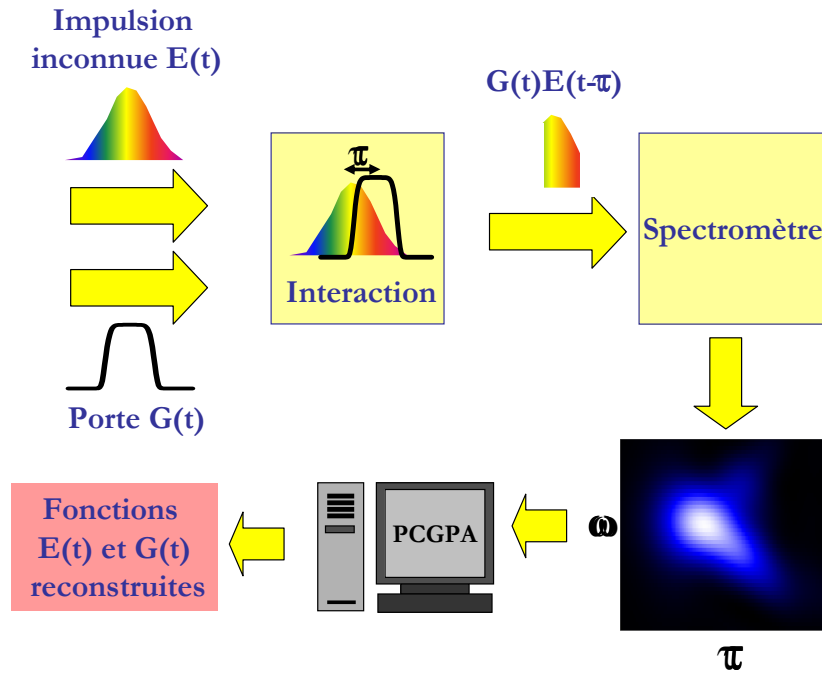 Impulsion
inconnue E(t)
G(t)E(t-π)
π
Interaction
Spectromètre
Porte G(t)
Fonctions
E(t) et G(t)
reconstruites
PCGPA
ω
π